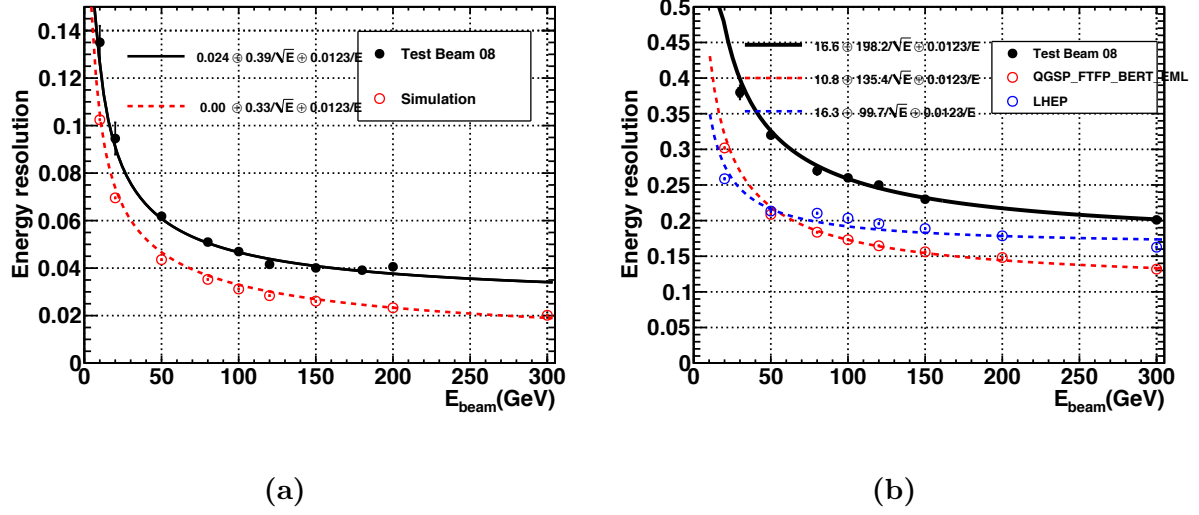 0.14
0.12
0.1
0.08
0.06
0.04
0.02
0
Energy resolution
0.024 ⊕ 0.39/√E ⊕ 0.0123/E
0.00 ⊕ 0.33/√E ⊕ 0.0123/E
Test Beam 08
Simulation
0 50 100 150 200 250 300
E_beam(GeV)
(a)
0.5
0.45
0.4
0.35
0.3
0.25
0.2
0.15
0.1
0.05
0
Energy resolution
16.6 ⊕ 198.2/√E ⊕ 0.0123/E
10.8 ⊕ 135.4/√E ⊕ 0.0123/E
16.3 ⊕ 99.7/√E ⊕ 0.0123/E
Test Beam 08
QGSP_FTFP_BERT_EML
LHEP
0 50 100 150 200 250 300
E_beam(GeV)
(b)